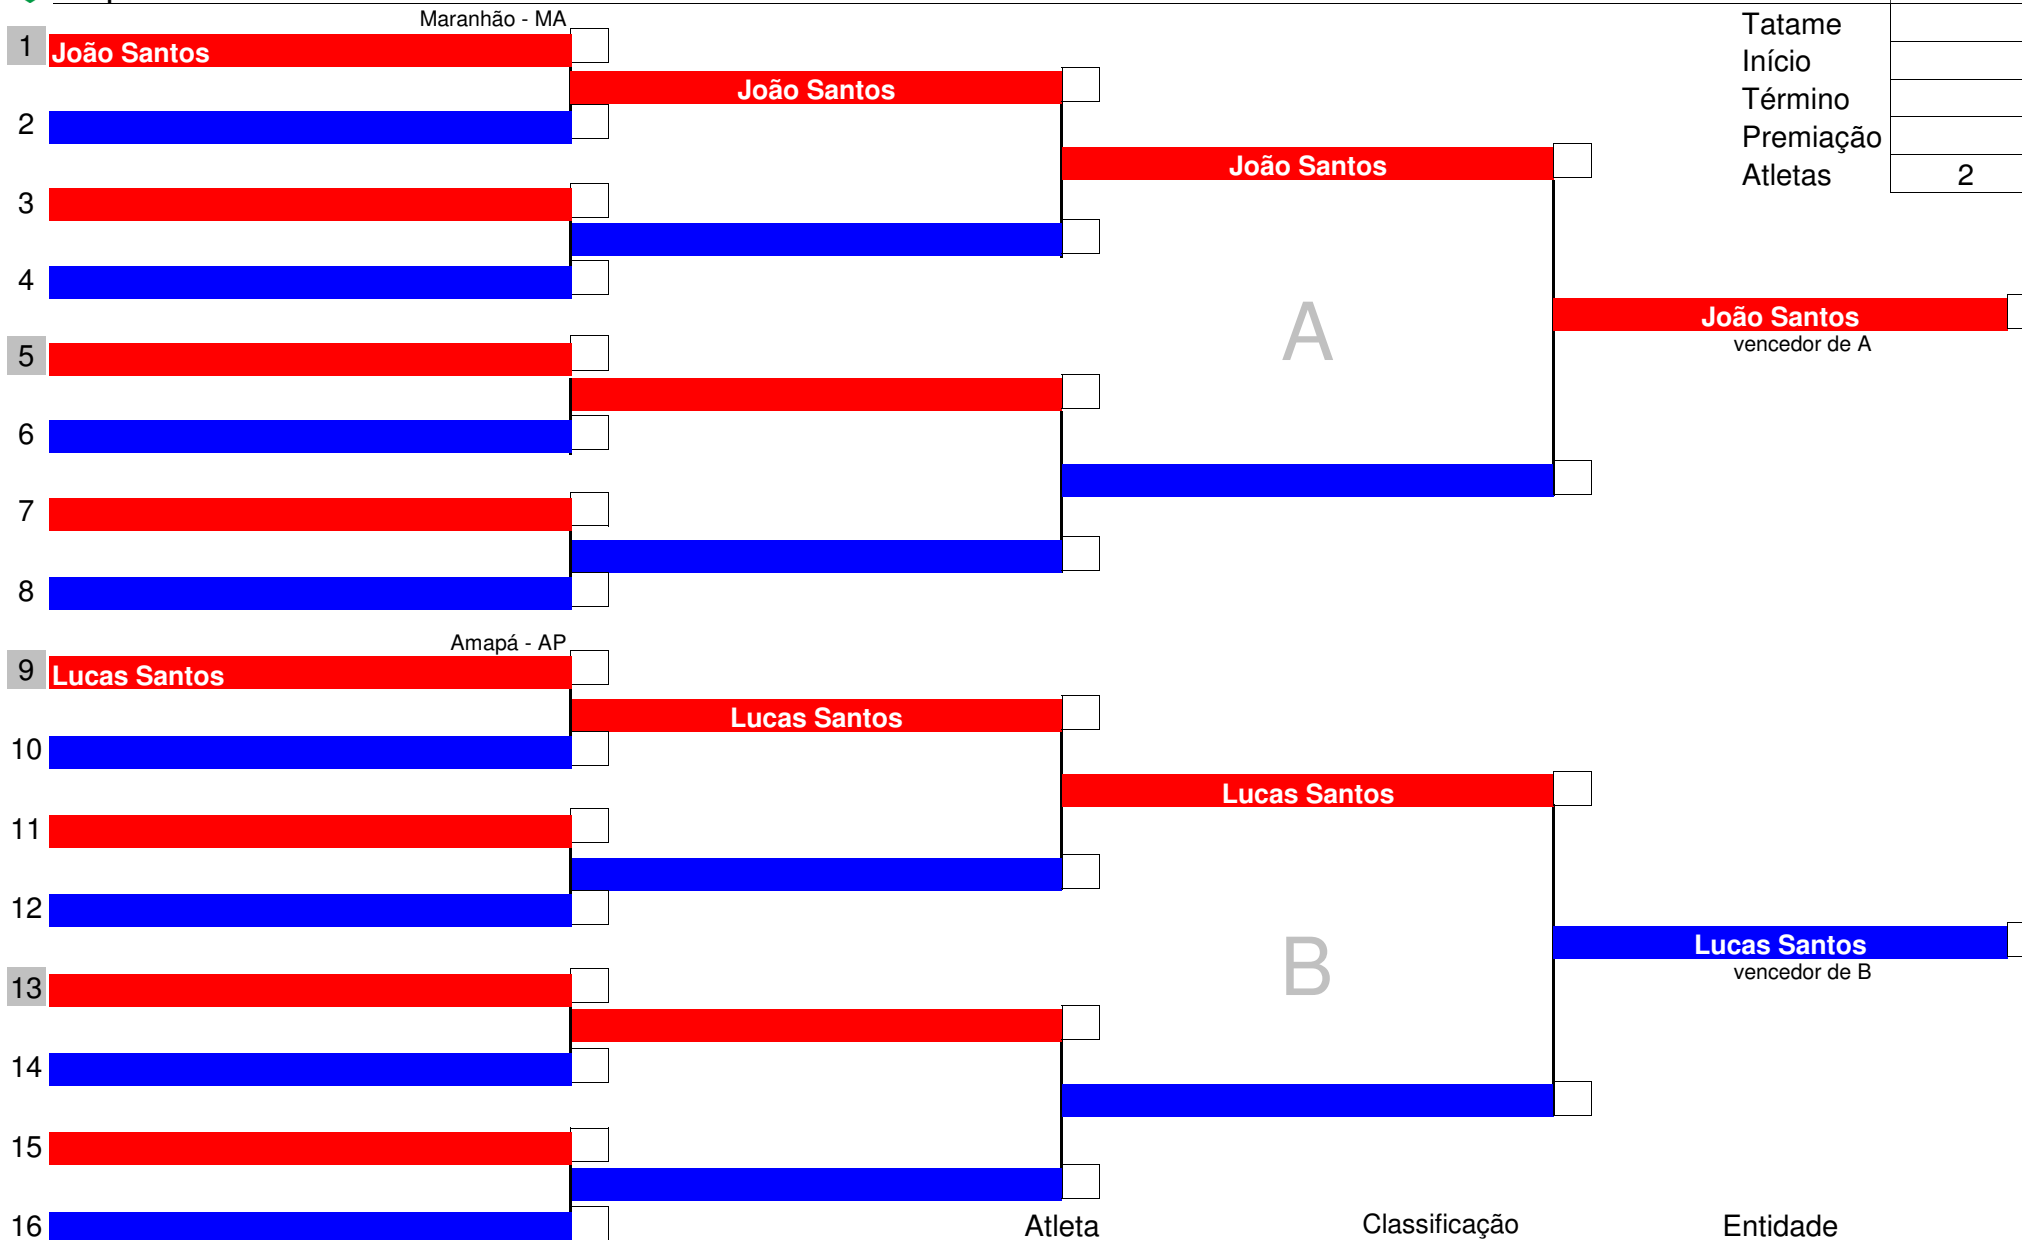 Maranhão - MA
Tatame
1 João Santos
João Santos
Início
Término
2
Premiação
João Santos
Atletas 2
3
4
A
João Santos
5
vencedor de A
6
7
8
Amapá - AP
9 Lucas Santos
Lucas Santos
10
Lucas Santos
11
12
B
Lucas Santos
13
vencedor de B
14
15
16
Atleta Classificação Entidade